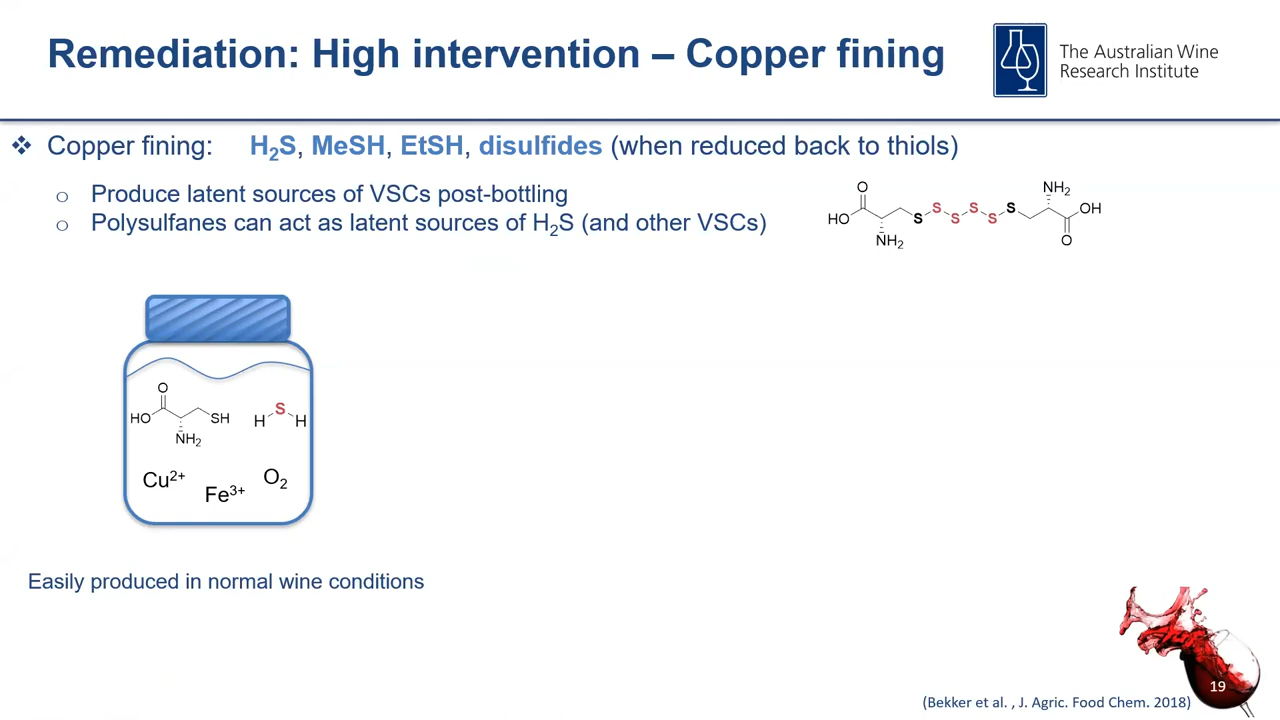 Remediation: High intervention – Copper fining
The Australian Wine
Research Institute
❖ Copper fining: H₂S, MeSH, EtSH, disulfides (when reduced back to thiols)
o Produce latent sources of VSCs post-bottling
o Polysulfanes can act as latent sources of H₂S (and other VSCs)
O
HO
NH₂
S
S
S
S
S
S
NH₂
OH
O
O
HO
SH
NH₂
H
S
H
Cu²⁺
Fe³⁺
O₂
Easily produced in normal wine conditions
19
(Bekker et al. , J. Agric. Food Chem. 2018)